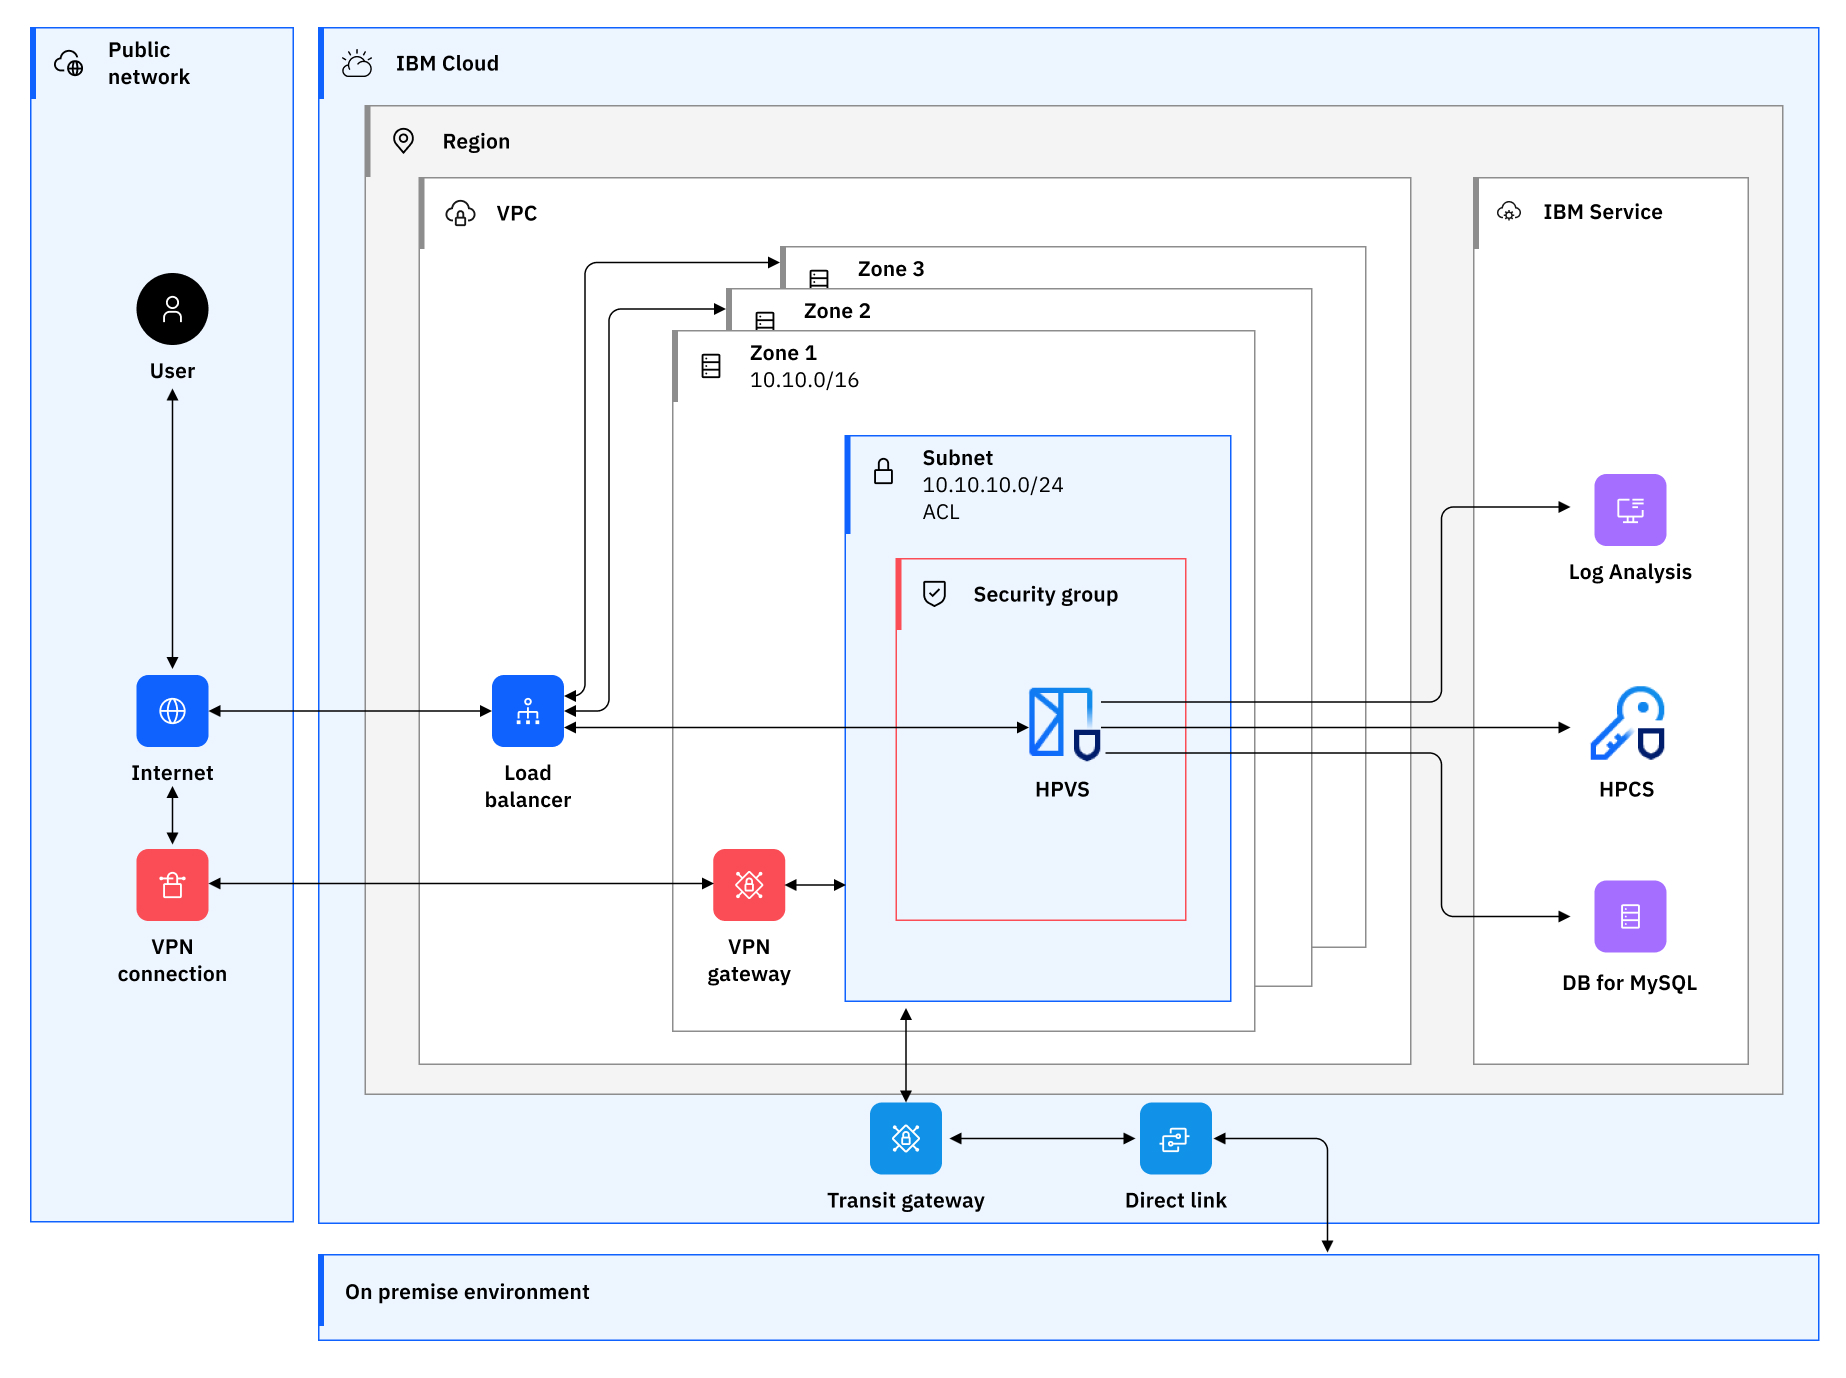 Public
network
IBM Cloud
Region
VPC
IBM Service
Zone 3
Zone 2
Zone 1
10.10.0/16
User
Subnet
10.10.10.0/24
ACL
Log Analysis
Security group
Internet
Load
balancer
HPVS
HPCS
VPN
connection
VPN
gateway
DB for MySQL
Transit gateway
Direct link
On premise environment